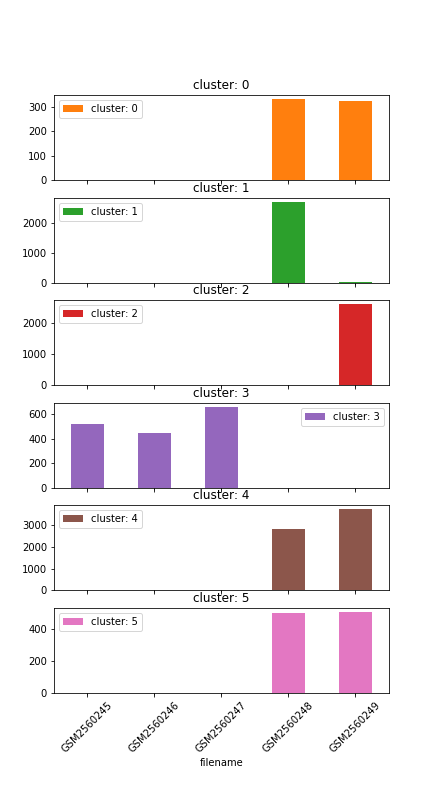 cluster: 0
300
200
100
0
cluster: 0
cluster: 1
2000
1000
0
cluster: 1
cluster: 2
2000
1000
0
cluster: 2
cluster: 3
600
400
200
0
cluster: 3
cluster: 4
3000
2000
1000
0
cluster: 4
cluster: 5
400
200
0
cluster: 5
GSM2560245
GSM2560246
GSM2560247
GSM2560248
GSM2560249
filename